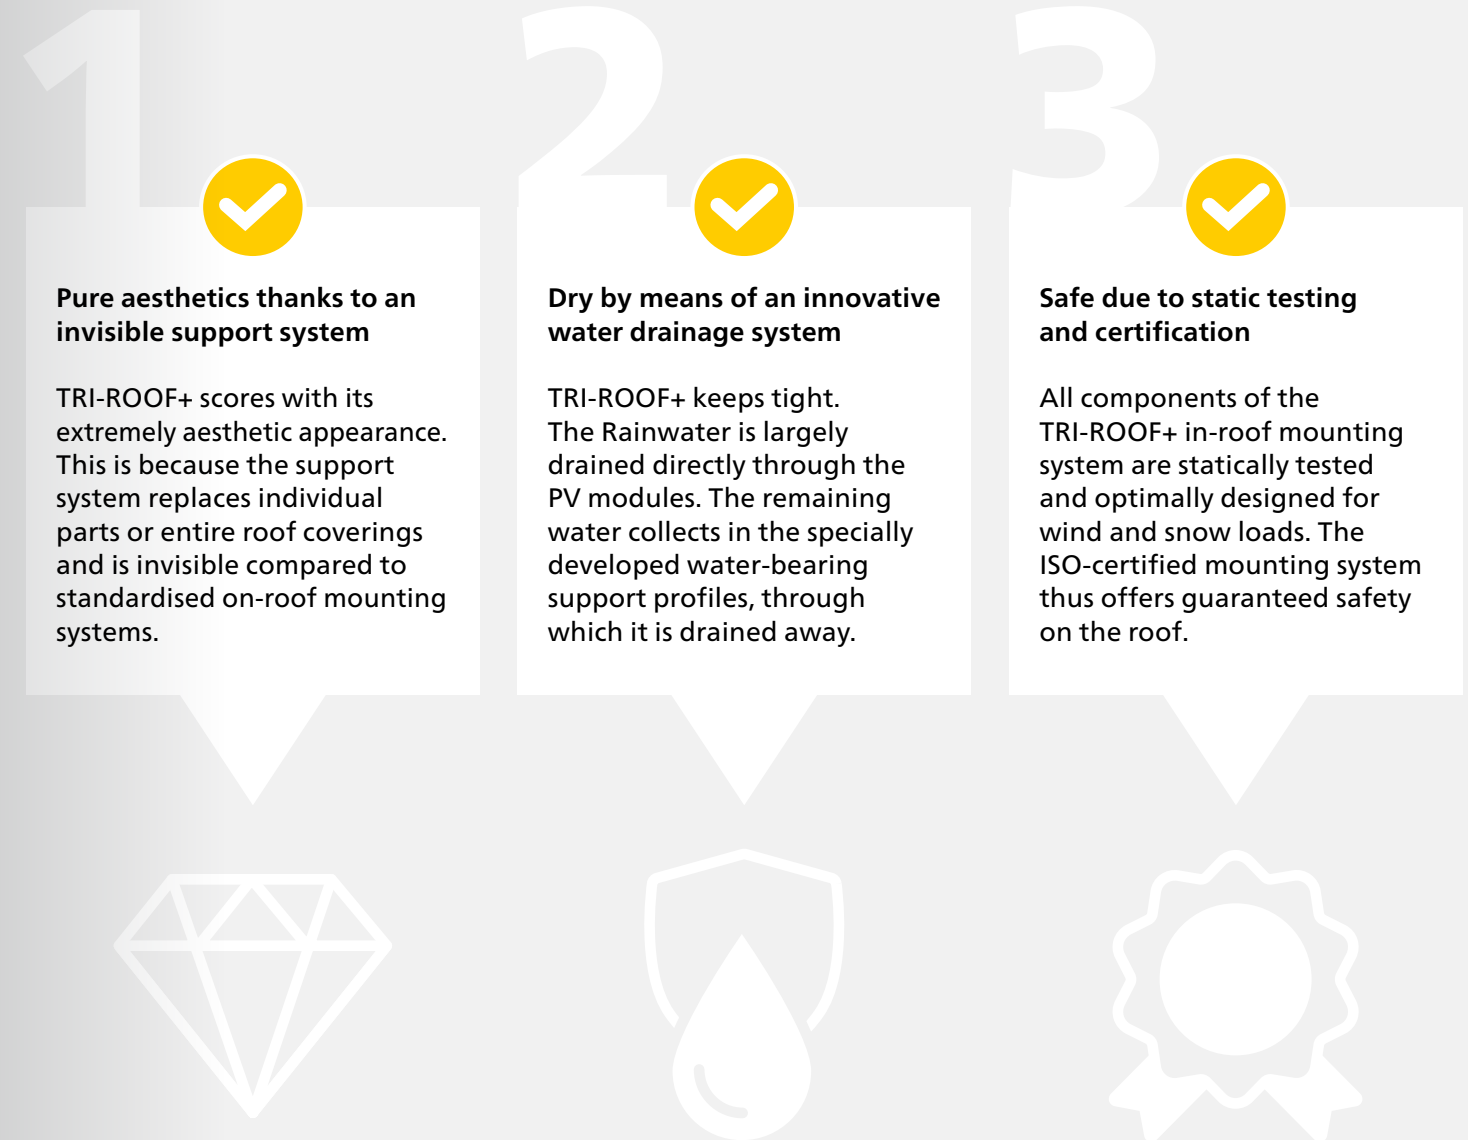 1
Pure aesthetics thanks to an
invisible support system
TRI-ROOF+ scores with its
extremely aesthetic appearance.
This is because the support
system replaces individual
parts or entire roof coverings
and is invisible compared to
standardised on-roof mounting
systems.
2
Dry by means of an innovative
water drainage system
TRI-ROOF+ keeps tight.
The Rainwater is largely
drained directly through the
PV modules. The remaining
water collects in the specially
developed water-bearing
support profiles, through
which it is drained away.
3
Safe due to static testing
and certification
All components of the
TRI-ROOF+ in-roof mounting
system are statically tested
and optimally designed for
wind and snow loads. The
ISO-certified mounting system
thus offers guaranteed safety
on the roof.